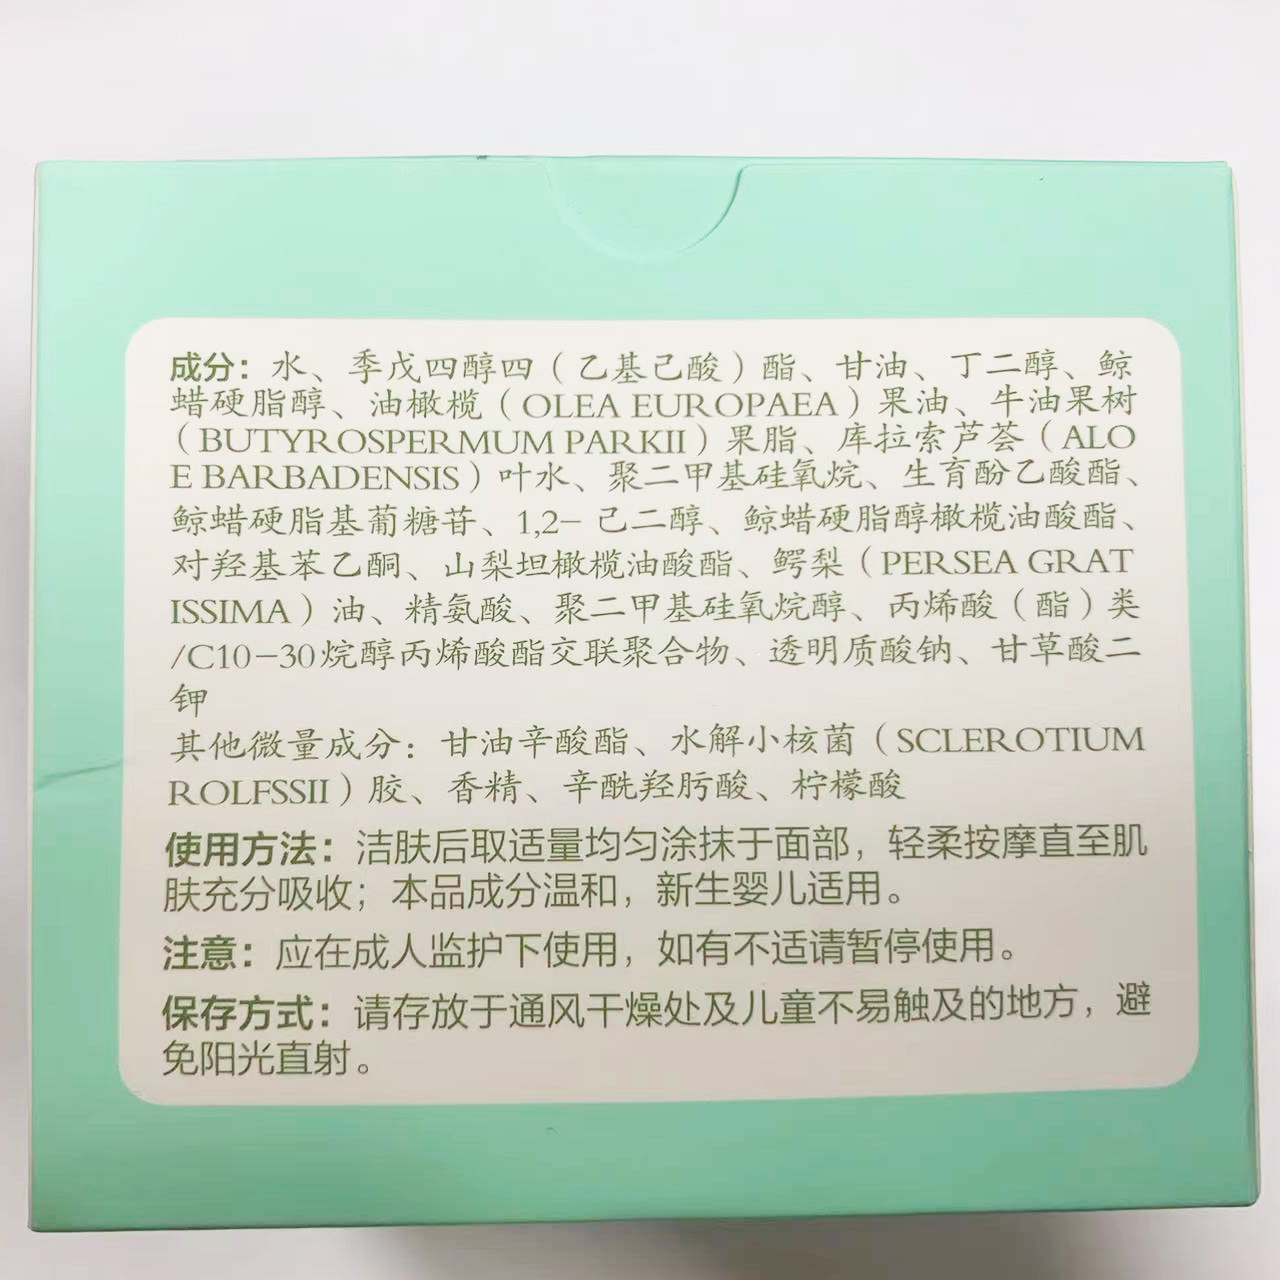 成分：水、季戊四醇四（乙基己酸）酯、甘油、丁二醇、鲸
蜡硬脂醇、油橄榄（OLEA EUROPAEA）果油、牛油果树
（BUTYROSPERMUM PARKII）果脂、库拉索芦荟（ALO
E BARBADENSIS）叶水、聚二甲基硅氧烷、生育酚乙酸酯、
鲸蜡硬脂基葡糖苷、1,2-己二醇、鲸蜡硬脂醇橄榄油酸酯、
对羟基苯乙酮、山梨坦橄榄油酸酯、鳄梨（PERSEA GRAT
ISSIMA）油、精氨酸、聚二甲基硅氧烷醇、丙烯酸（酯）类
/C10-30烷醇丙烯酸酯交联聚合物、透明质酸钠、甘草酸二
钾
其他微量成分：甘油辛酸酯、水解小核菌（SCLEROTIUM
ROLFSSII）胶、香精、辛酰羟肟酸、柠檬酸
使用方法：洁肤后取适量均匀涂抹于面部，轻柔按摩直至肌
肤充分吸收；本品成分温和，新生婴儿适用。
注意：应在成人监护下使用，如有不适请暂停使用。
保存方式：请存放于通风干燥处及儿童不易触及的地方，避
免阳光直射。